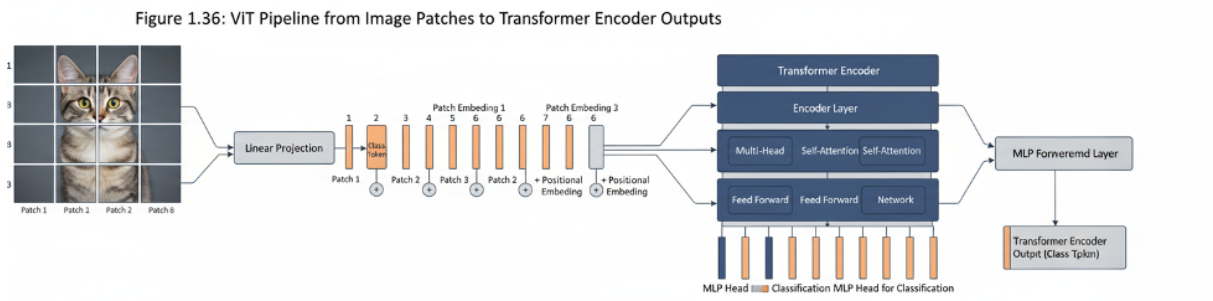 Figure 1.36: ViT Pipeline from Image Patches to Transformer Encoder Outputs
1
3
8
3
Patch 1 Patch 1 Patch 2 Patch 8
Linear Projection
Patch Embeding 1 Patch Embeding 3
1 2 3 4 5 6 6 6 7 6 6
Class
Token
Patch 1 Patch 2 Patch 3 Patch 2
+ Positional
Embeding
+ Positional
Embeding
Transformer Encoder
Encoder Layer
Multi-Head Self-Attention Self-Attention
Feed Forward Feed Forward Network
MLP Head Classification MLP Head for Classification
MLP Forweremd Layer
Transformer Encoder
Outpıt (Class Tpkın)